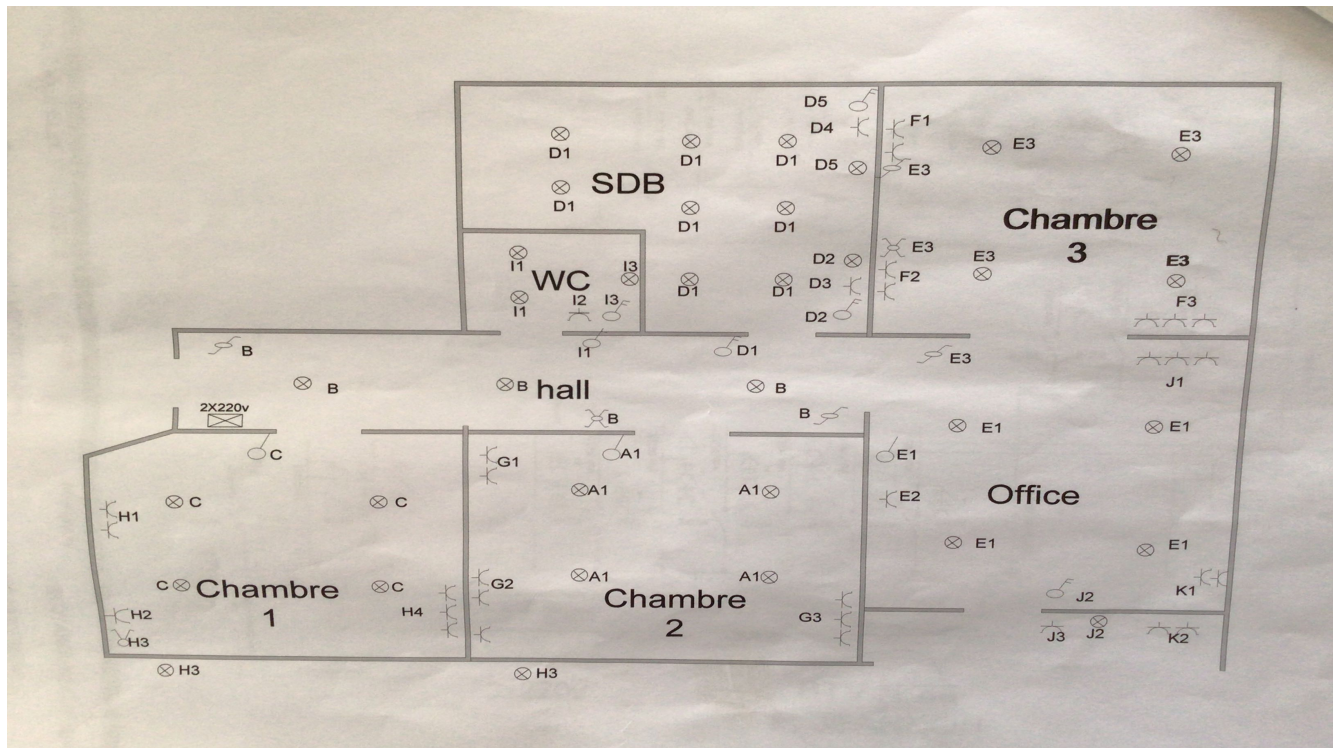 D5
D4
F1
E3
E3
D1
D1
D1
D5
E3
SDB
D1
D1
D1
Chambre
3
E3
D2
E3
E3
I1
WC
I3
D3
F2
D1
D1
I2
I3
F3
I1
D2
B
I1
D1
E3
J1
B
B
hall
B
2X220v
B
B
E1
E1
C
G1
A1
E1
C
C
A1
A1
E2
Office
H1
E1
E1
C
Chambre
1
C
G2
A1
A1
K1
Chambre
2
J2
H2
H4
G3
H3
J3
J2
K2
H3
H3